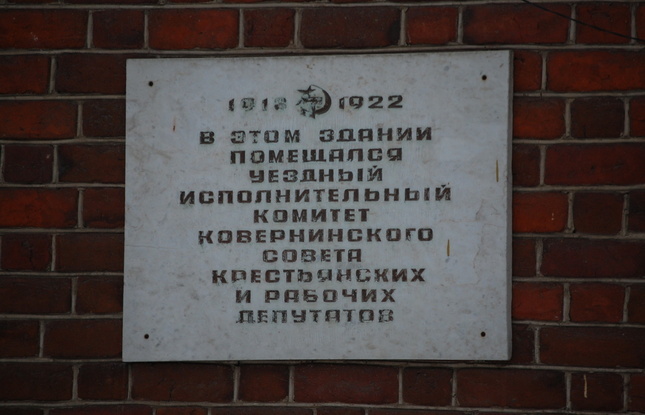 1918 1922
В ЭТОМ ЗДАНИИ
ПОМЕЩАЛСЯ
УЕЗДНЫЙ
ИСПОЛНИТЕЛЬНЫЙ
КОМИТЕТ
КОВЕРНИНСКОГО
СОВЕТА
КРЕСТЬЯНСКИХ
И РАБОЧИХ
ДЕПУТАТОВ